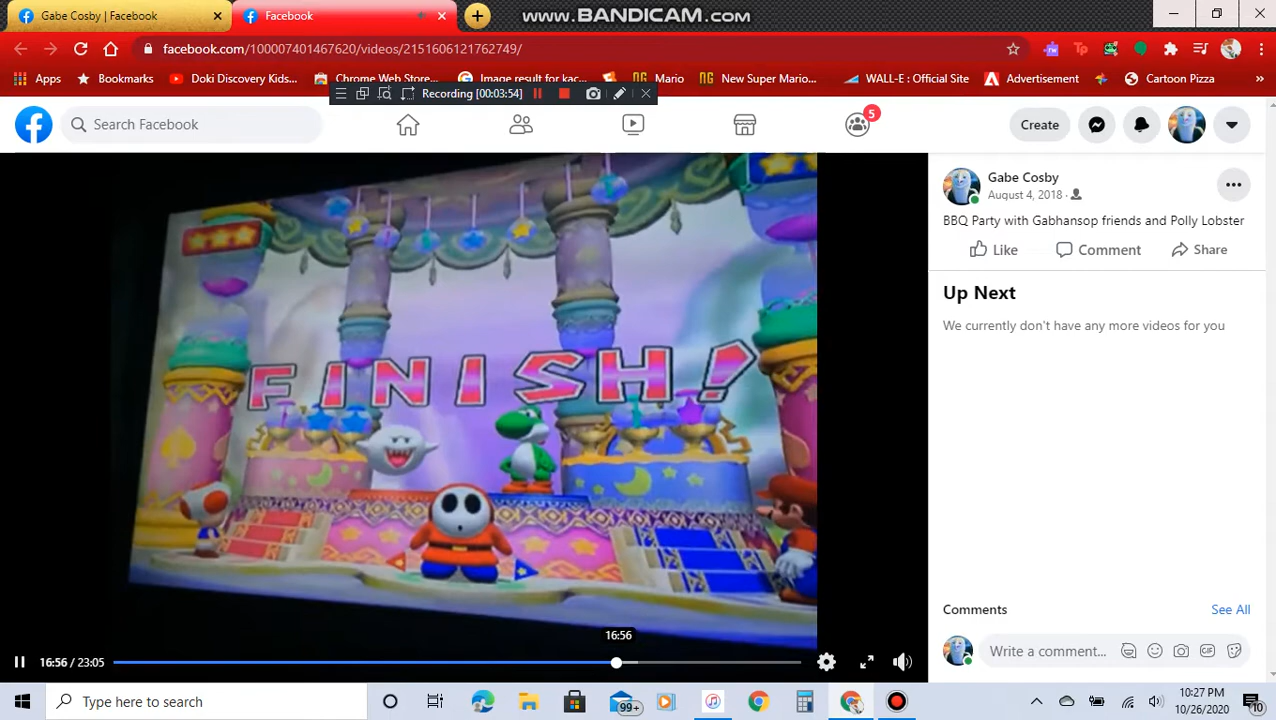 Gabe Cosby | Facebook
Facebook
WWW.BANDICAM.COM
facebook.com/100007401467620/videos/2151606121762749/
Apps
Bookmarks
Doki Discovery Kid...
Chrome Web Store...
Image result for kac...
Mario
New Super Mario...
WALL•E : Official Site
Advertisement
Cartoon Pizza
Recording [00:03:54]
Search Facebook
5
Create
Gabe Cosby
August 4, 2018
BBQ Party with Gabhansop friends and Polly Lobster
Like
Comment
Share
Up Next
We currently don't have any more videos for you
FINISH!
Comments
See All
Write a comment...
GIF
16:56
16:56 / 23:05
Type here to search
99+
10:27 PM
10/26/2020
10